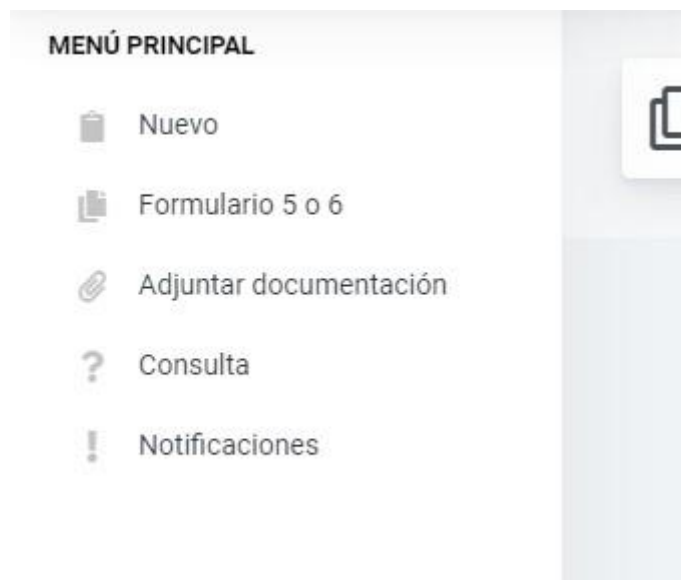 MENÚ PRINCIPAL
Nuevo
Formulario 5 o 6
Adjuntar documentación
Consulta
Notificaciones